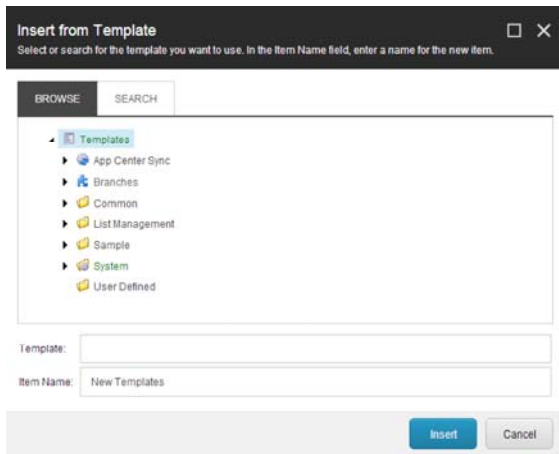 Insert from Template
Select or search for the template you want to use. In the Item Name field, enter a name for the new item.
BROWSE SEARCH
Templates
App Center Sync
Branches
Common
List Management
Sample
System
User Defined
Template:
Item Name: New Templates
Insert Cancel